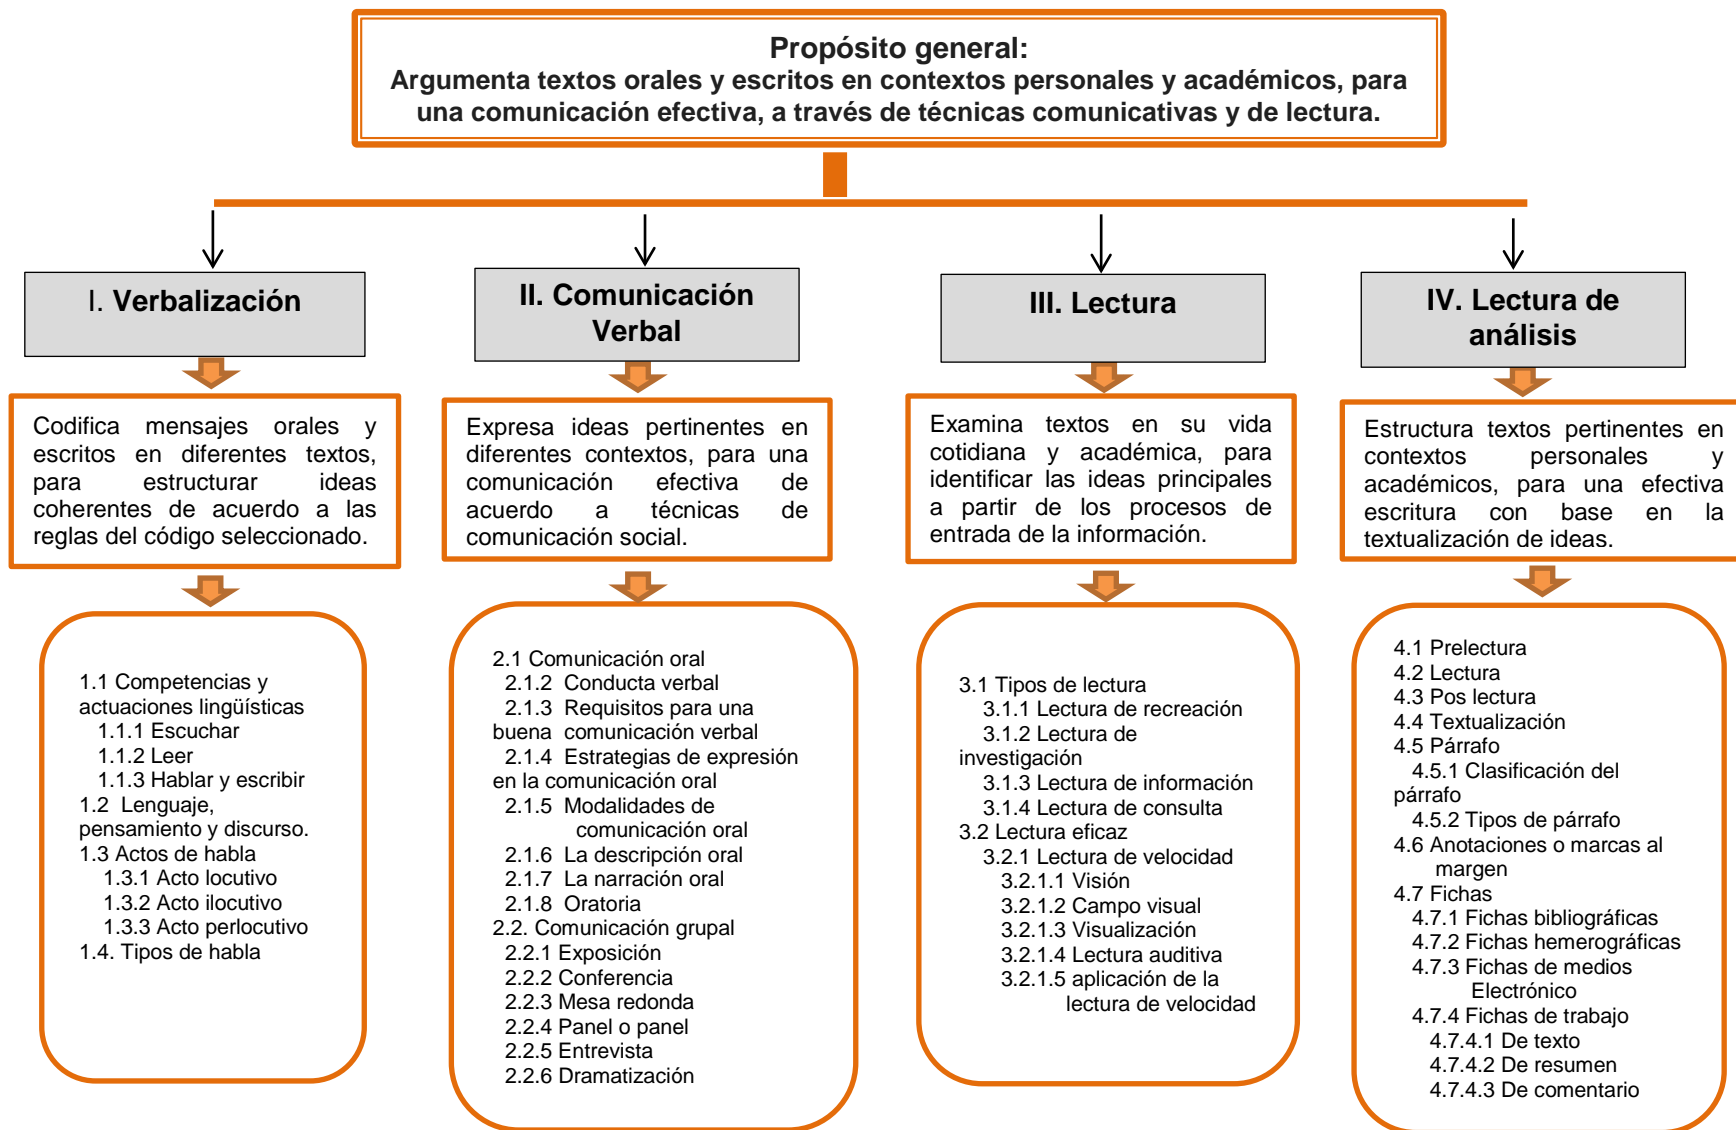 Propósito general:
Argumenta textos orales y escritos en contextos personales y académicos, para
una comunicación efectiva, a través de técnicas comunicativas y de lectura.
I. Verbalización
Codifica mensajes orales y
escritos en diferentes textos,
para estructurar ideas
coherentes de acuerdo a las
reglas del código seleccionado.
1.1 Competencias y
actuaciones lingüísticas
1.1.1 Escuchar
1.1.2 Leer
1.1.3 Hablar y escribir
1.2 Lenguaje,
pensamiento y discurso.
1.3 Actos de habla
1.3.1 Acto locutivo
1.3.2 Acto ilocutivo
1.3.3 Acto perlocutivo
1.4. Tipos de habla
II. Comunicación
Verbal
Expresa ideas pertinentes en
diferentes contextos, para una
comunicación efectiva de
acuerdo a técnicas de
comunicación social.
2.1 Comunicación oral
2.1.2 Conducta verbal
2.1.3 Requisitos para una
buena comunicación verbal
2.1.4 Estrategias de expresión
en la comunicación oral
2.1.5 Modalidades de
comunicación oral
2.1.6 La descripción oral
2.1.7 La narración oral
2.1.8 Oratoria
2.2. Comunicación grupal
2.2.1 Exposición
2.2.2 Conferencia
2.2.3 Mesa redonda
2.2.4 Panel o panel
2.2.5 Entrevista
2.2.6 Dramatización
III. Lectura
Examina textos en su vida
cotidiana y académica, para
identificar las ideas principales
a partir de los procesos de
entrada de la información.
3.1 Tipos de lectura
3.1.1 Lectura de recreación
3.1.2 Lectura de
investigación
3.1.3 Lectura de información
3.1.4 Lectura de consulta
3.2 Lectura eficaz
3.2.1 Lectura de velocidad
3.2.1.1 Visión
3.2.1.2 Campo visual
3.2.1.3 Visualización
3.2.1.4 Lectura auditiva
3.2.1.5 aplicación de la
lectura de velocidad
IV. Lectura de
análisis
Estructura textos pertinentes en
contextos personales y
académicos, para una efectiva
escritura con base en la
textualización de ideas.
4.1 Prelectura
4.2 Lectura
4.3 Pos lectura
4.4 Textualización
4.5 Párrafo
4.5.1 Clasificación del
párrafo
4.5.2 Tipos de párrafo
4.6 Anotaciones o marcas al
margen
4.7 Fichas
4.7.1 Fichas bibliográficas
4.7.2 Fichas hemerográficas
4.7.3 Fichas de medios
Electrónico
4.7.4 Fichas de trabajo
4.7.4.1 De texto
4.7.4.2 De resumen
4.7.4.3 De comentario